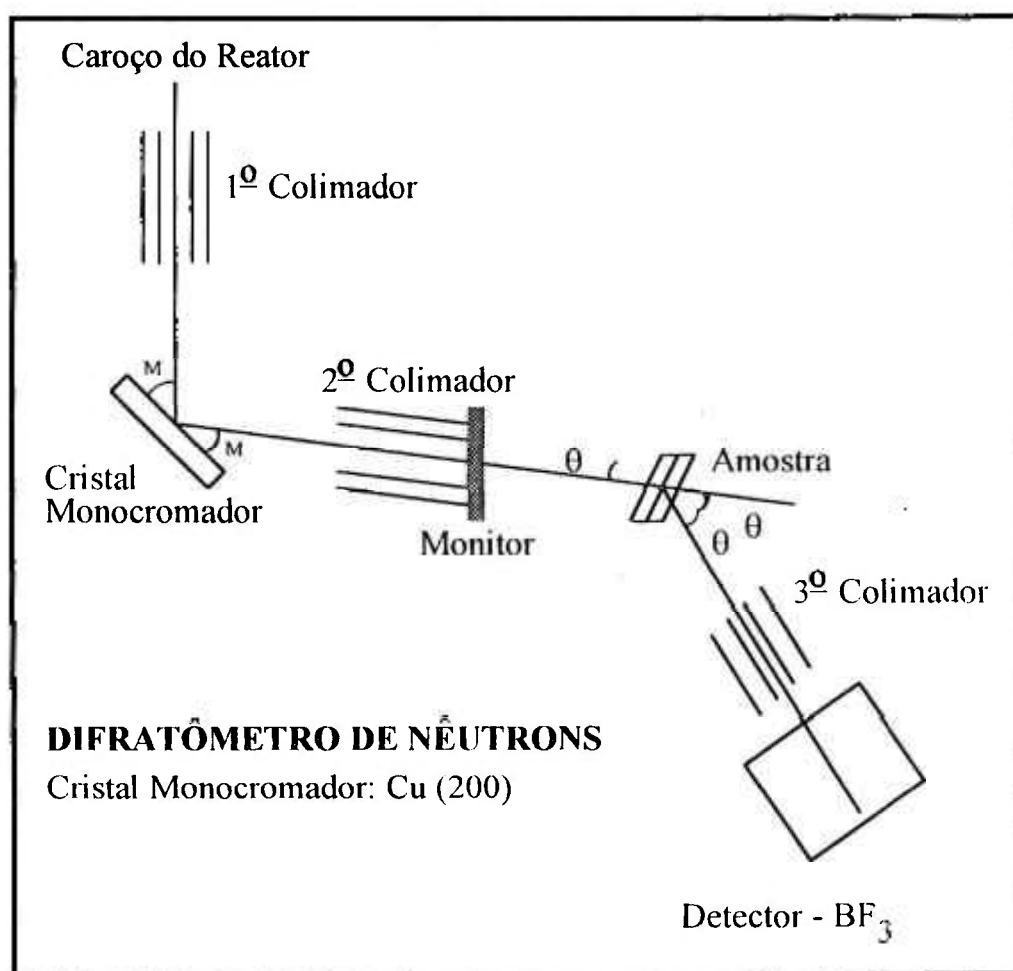 Caroço do Reator
1º Colimador
M
2º Colimador
M
θ
Amostra
Cristal
Monocromador
Monitor
θ
θ
3º Colimador
DIFRATÔMETRO DE NÊUTRONS
Cristal Monocromador: Cu (200)
Detector - BF₃